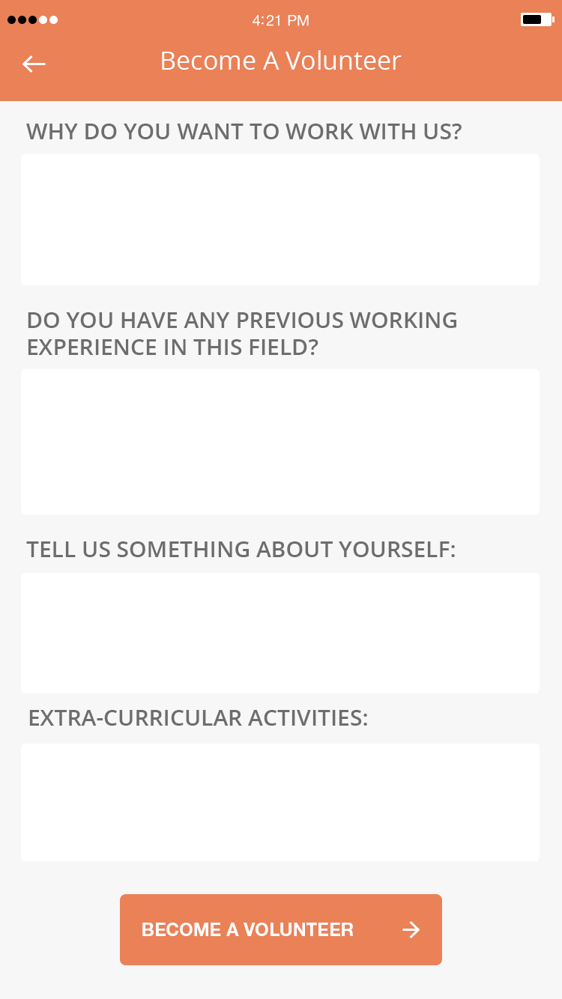 4:21 PM
Become A Volunteer
WHY DO YOU WANT TO WORK WITH US?
DO YOU HAVE ANY PREVIOUS WORKING
EXPERIENCE IN THIS FIELD?
TELL US SOMETHING ABOUT YOURSELF:
EXTRA-CURRICULAR ACTIVITIES:
BECOME A VOLUNTEER